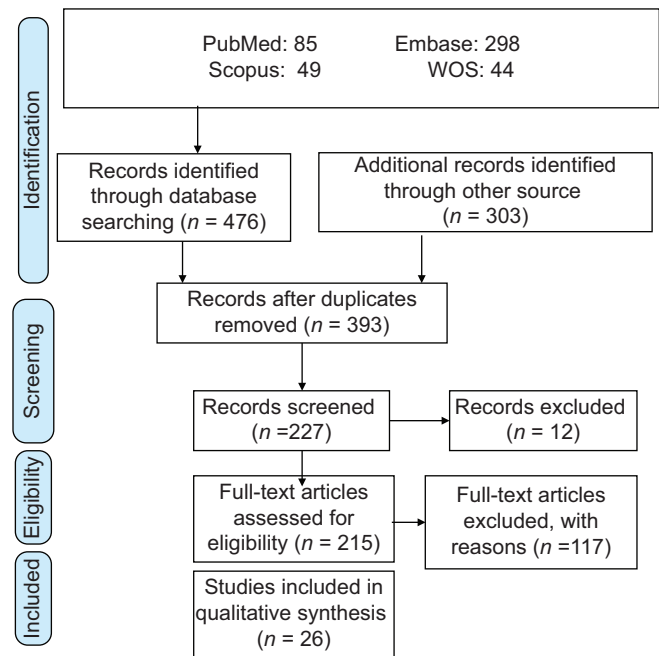 PubMed: 85 Embase: 298
Scopus: 49 WOS: 44
Identification
Records identified
through database
searching (n = 476)
Additional records identified
through other source
(n = 303)
Records after duplicates
removed (n = 393)
Screening
Records screened
(n =227)
Records excluded
(n = 12)
Eligibility
Full-text articles
assessed for
eligibility (n = 215)
Full-text articles
excluded, with
reasons (n =117)
Included
Studies included in
qualitative synthesis
(n = 26)